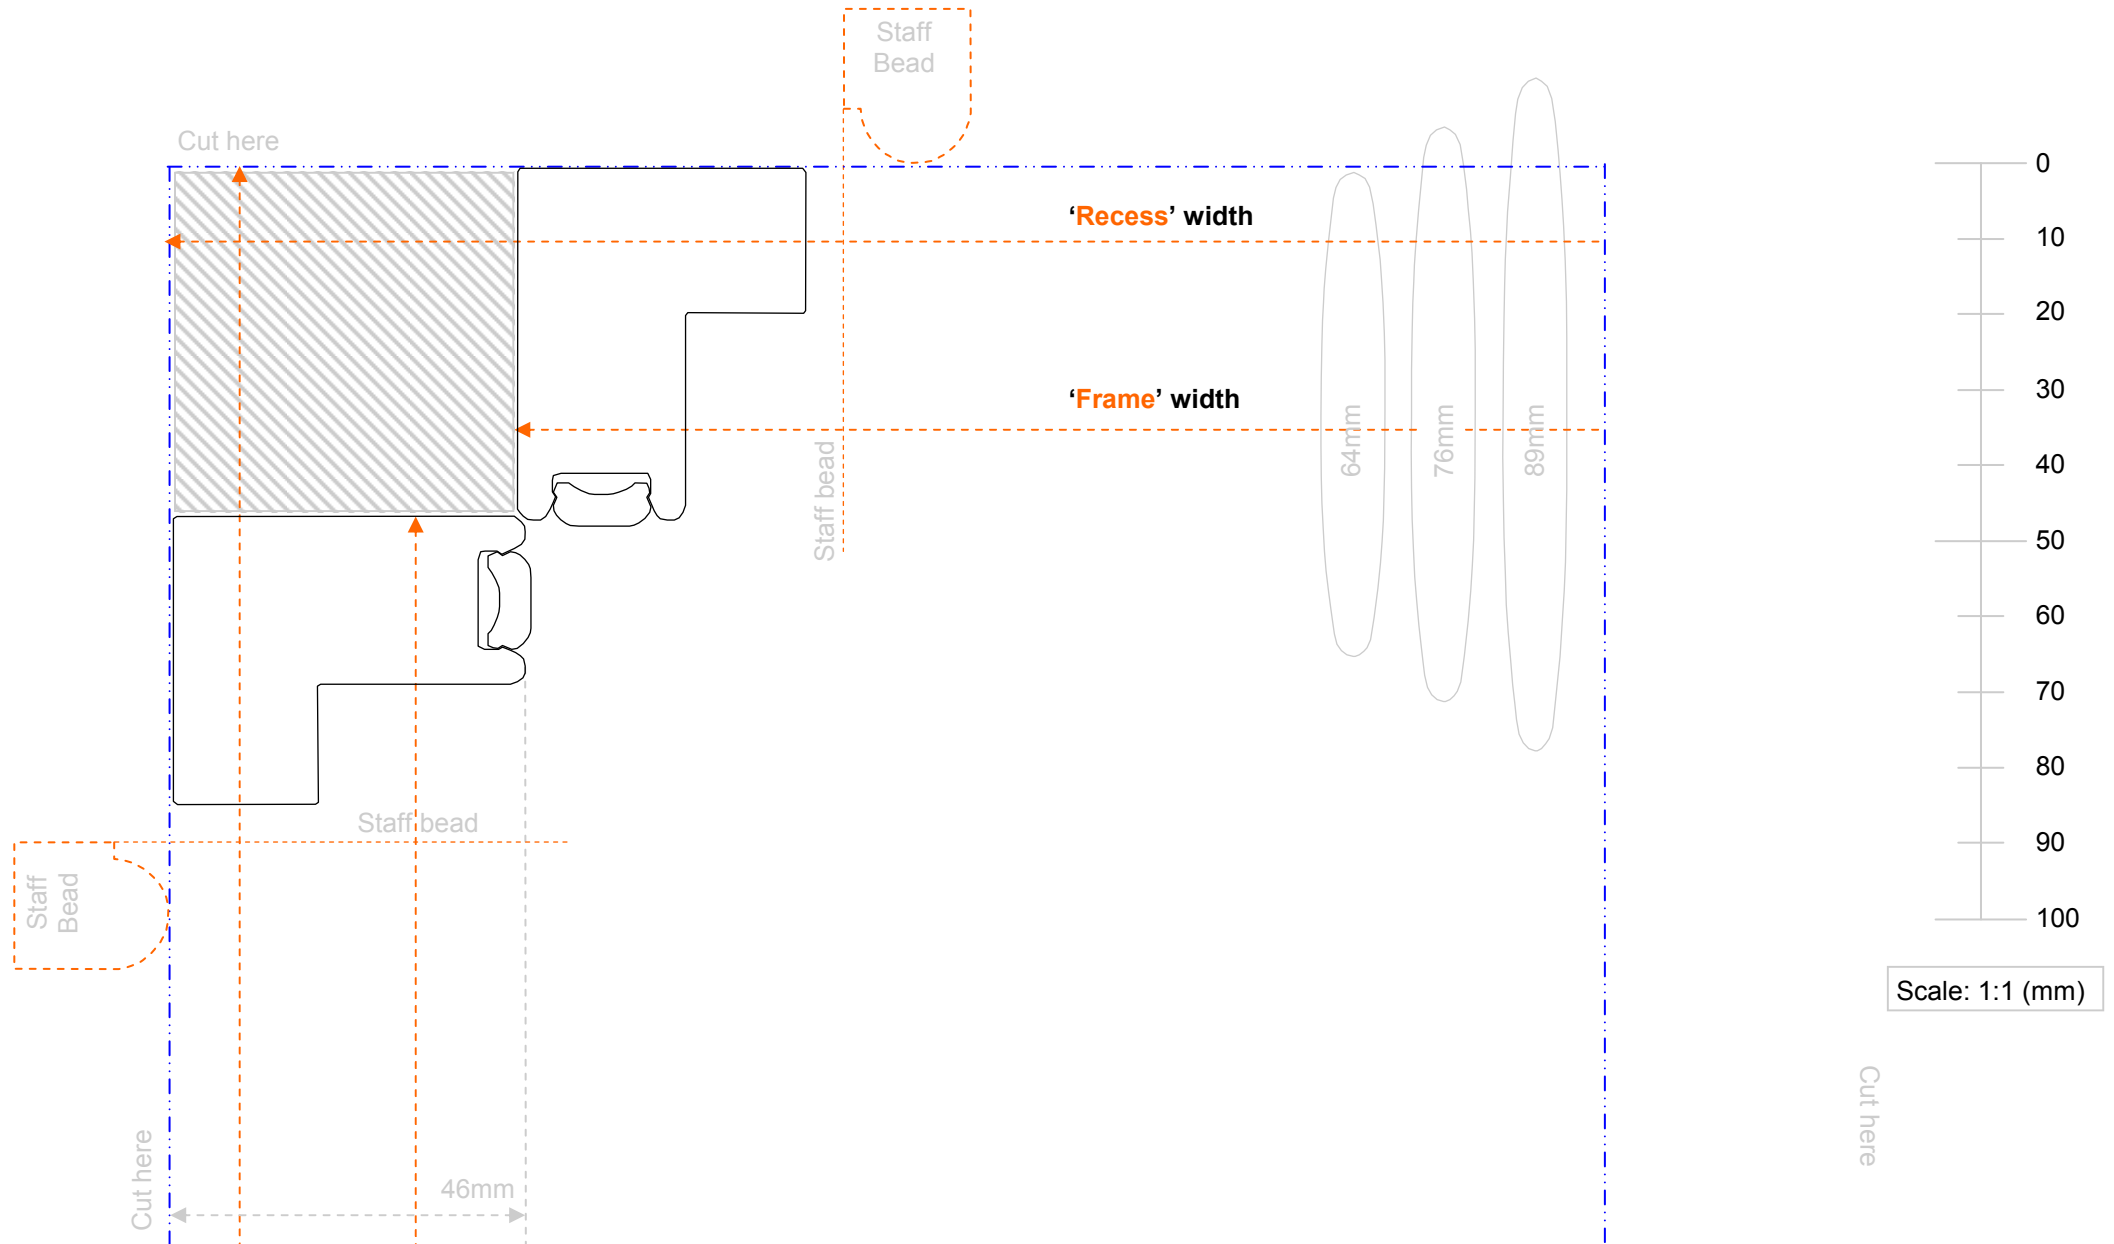 Staff
Bead
Cut here
‘Recess’ width
‘Frame’ width
64mm
76mm
89mm
Staff bead
Staff bead
Staff
Bead
46mm
Cut here
0
10
20
30
40
50
60
70
80
90
100
Scale: 1:1 (mm)
Cut here